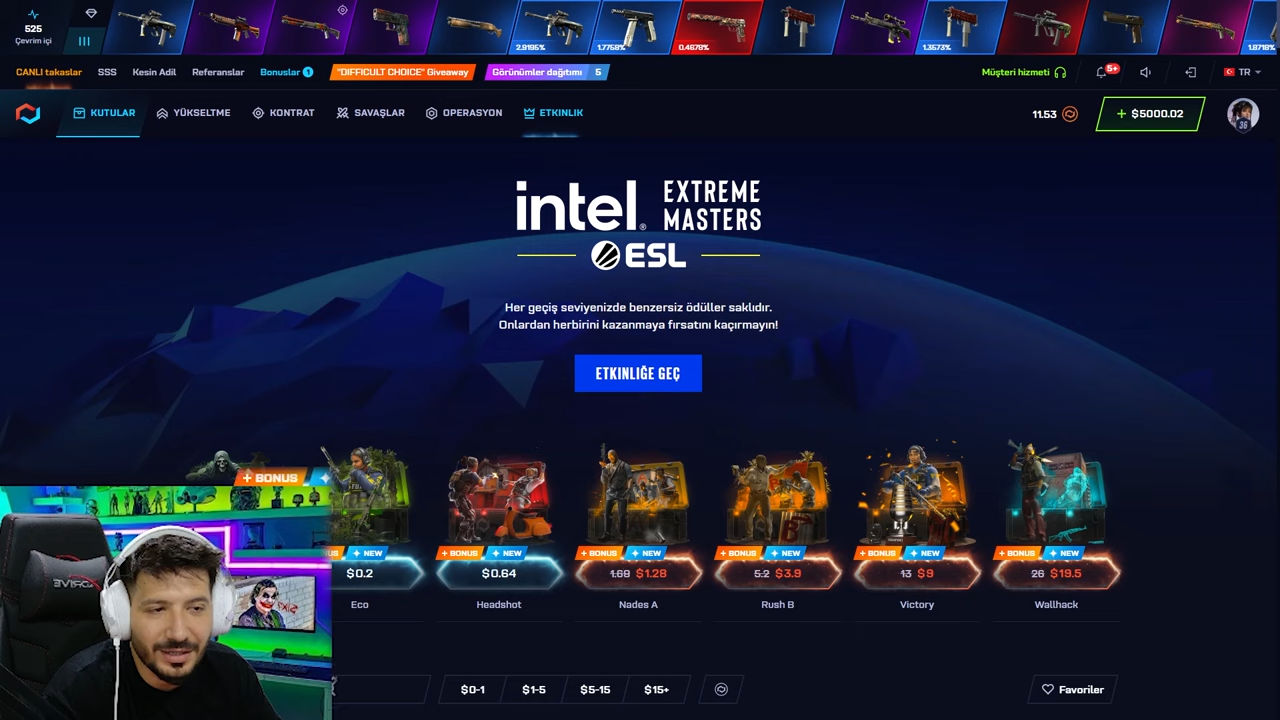 525
Çevrim içi
2.9195%
1.7758%
0.4678%
1.3573%
1.8718%
CANLI takaslar
SSS
Kesin Adil
Referanslar
Bonuslar 1
"DIFFICULT CHOICE" Giveaway
Görünümler dağıtımı 5
Müşteri hizmeti
5+
TR
KUTULAR
YÜKSELTME
KONTRAT
SAVAŞLAR
OPERASYON
ETKINLIK
11.53
+ $5000.02
intel. EXTREME
MASTERS
ESL
Her geçiş seviyenizde benzersiz ödüller saklıdır.
Onlardan herbirini kazanmaya fırsatını kaçırmayın!
ETKINLIĞE GEÇ
+ BONUS
NEW
+ BONUS NEW
+ BONUS NEW
+ BONUS NEW
+ BONUS NEW
+ BONUS NEW
$0.2
$0.64
1.68 $1.28
5.2 $3.9
13 $9
26 $19.5
Eco
Headshot
Nades A
Rush B
Victory
Wallhack
$0-1
$1-5
$5-15
$15+
Favoriler